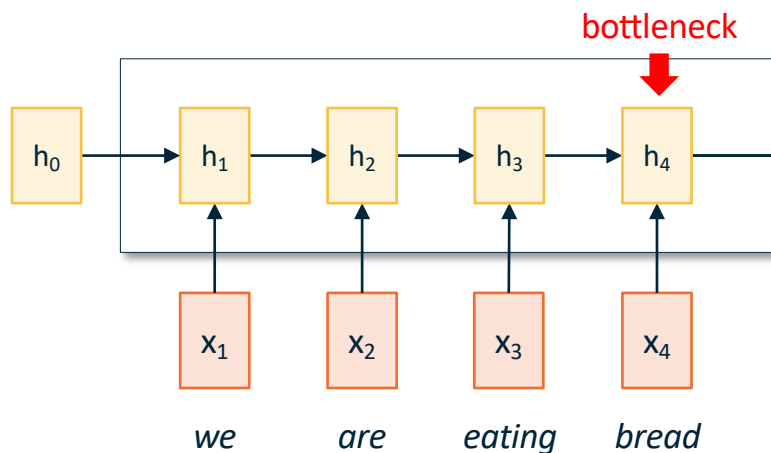 bottleneck
h₀ h₁ h₂ h₃ h₄
x₁ x₂ x₃ x₄
we are eating bread